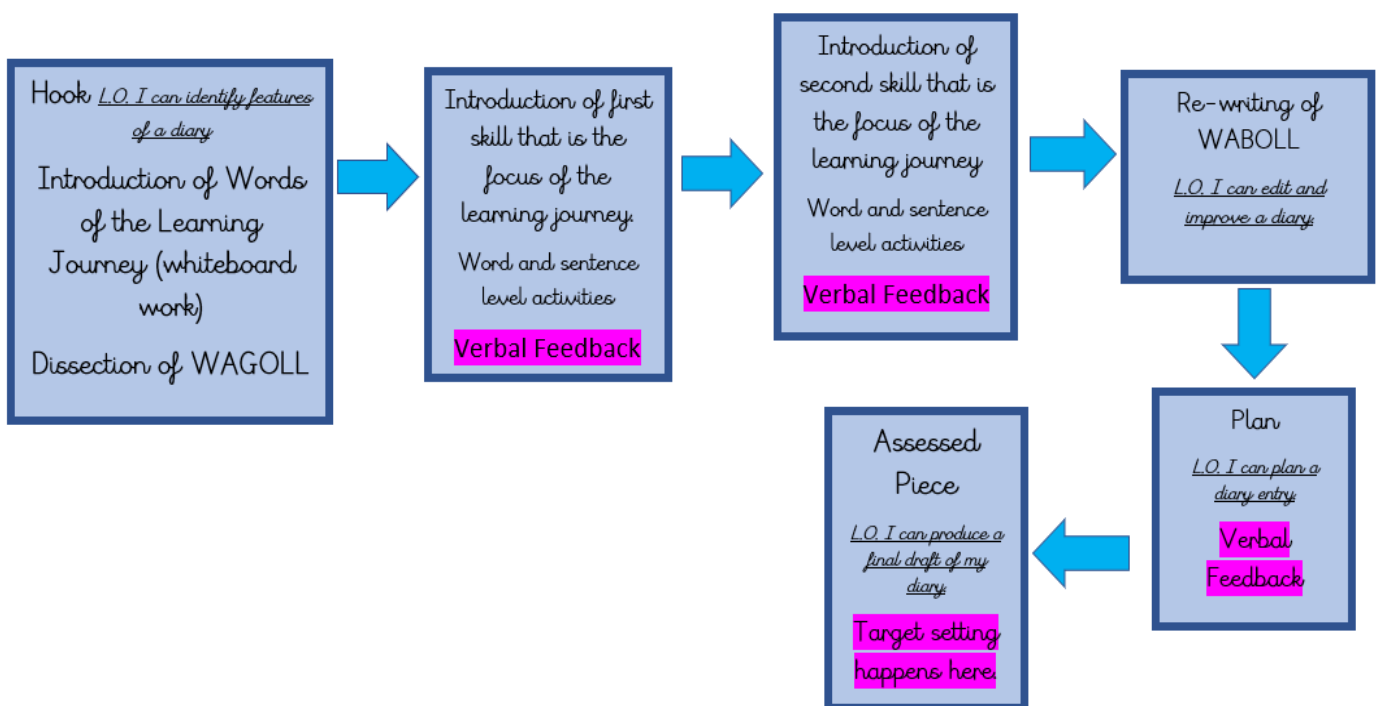 Hook L.O. I can identify features
of a diary
Introduction of Words
of the Learning
Journey (whiteboard
work)
Dissection of WAGOLL
Introduction of first
skill that is the
focus of the
learning journey.
Word and sentence
level activities
Verbal Feedback
Introduction of
second skill that is
the focus of the
learning journey
Word and sentence
level activities
Verbal Feedback
Re-writing of
WABOLL
L.O. I can edit and
improve a diary.
Plan
L.O. I can plan a
diary entry.
Verbal
Feedback
Assessed
Piece
L.O. I can produce a
final draft of my
diary.
Target setting
happens here.